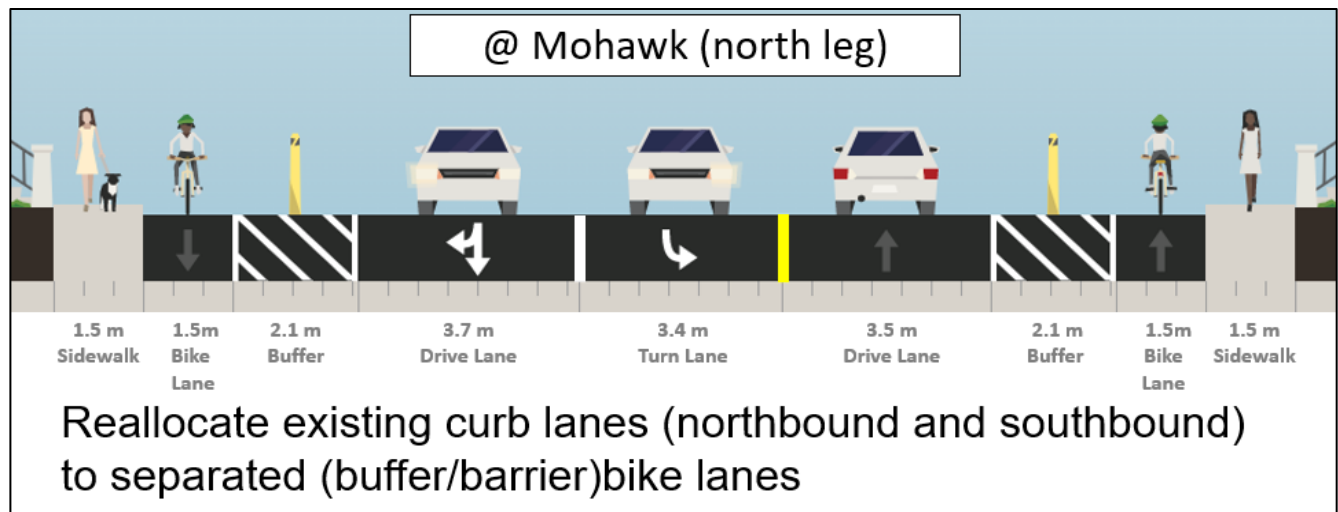 @ Mohawk (north leg)
1.5 m
Sidewalk
1.5m
Bike
Lane
2.1 m
Buffer
3.7 m
Drive Lane
3.4 m
Turn Lane
3.5 m
Drive Lane
2.1 m
Buffer
1.5m
Bike
Lane
1.5 m
Sidewalk
Reallocate existing curb lanes (northbound and southbound)
to separated (buffer/barrier)bike lanes